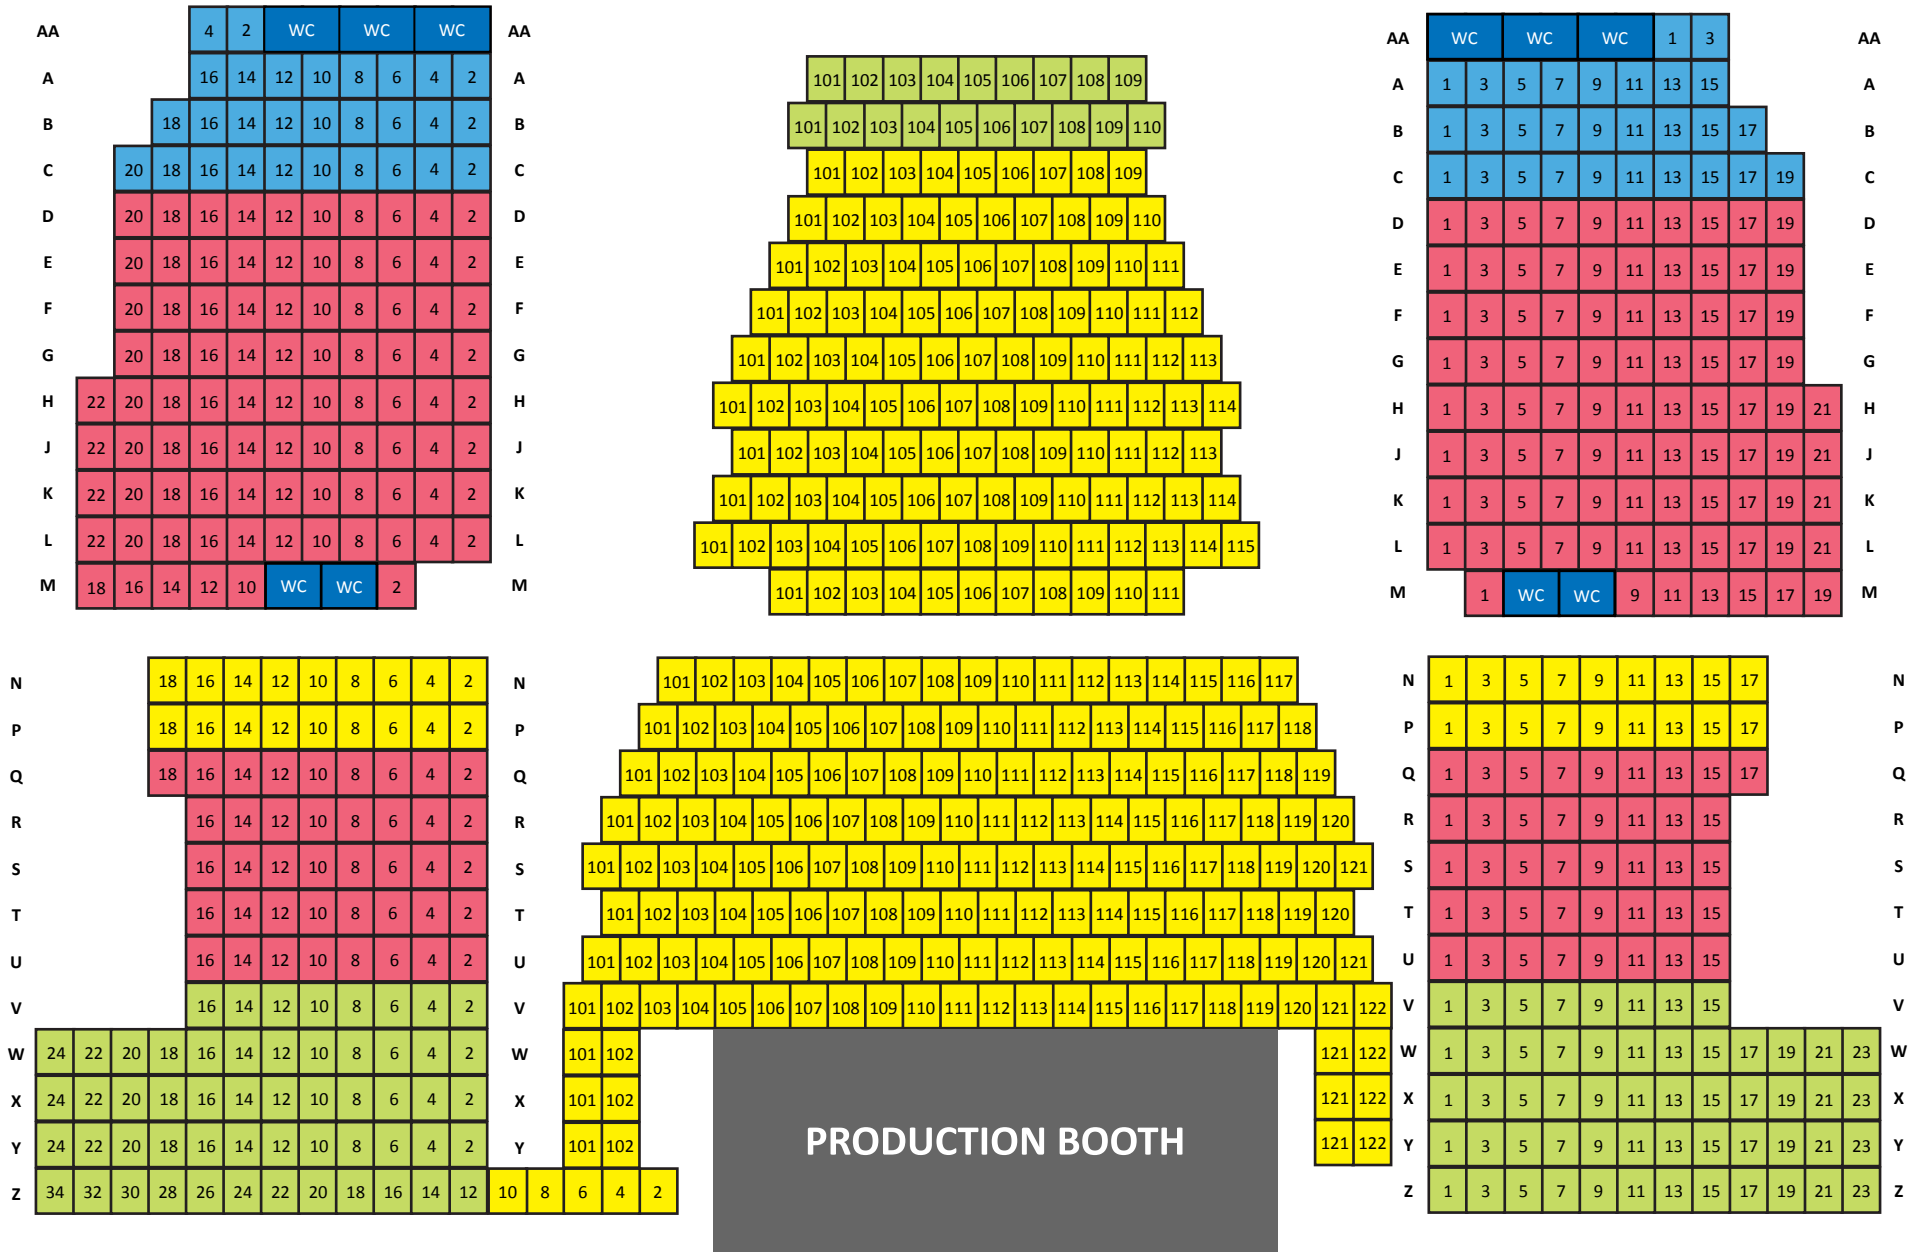 AA 4 2 WC WC WC AA
A 16 14 12 10 8 6 4 2 A
B 18 16 14 12 10 8 6 4 2 B
C 20 18 16 14 12 10 8 6 4 2 C
D 20 18 16 14 12 10 8 6 4 2 D
E 20 18 16 14 12 10 8 6 4 2 E
F 20 18 16 14 12 10 8 6 4 2 F
G 20 18 16 14 12 10 8 6 4 2 G
H 22 20 18 16 14 12 10 8 6 4 2 H
J 22 20 18 16 14 12 10 8 6 4 2 J
K 22 20 18 16 14 12 10 8 6 4 2 K
L 22 20 18 16 14 12 10 8 6 4 2 L
M 18 16 14 12 10 WC WC 2 M
101 102 103 104 105 106 107 108 109
101 102 103 104 105 106 107 108 109 110
101 102 103 104 105 106 107 108 109
101 102 103 104 105 106 107 108 109 110
101 102 103 104 105 106 107 108 109 110 111
101 102 103 104 105 106 107 108 109 110 111 112
101 102 103 104 105 106 107 108 109 110 111 112 113
101 102 103 104 105 106 107 108 109 110 111 112 113 114
101 102 103 104 105 106 107 108 109 110 111 112 113
101 102 103 104 105 106 107 108 109 110 111 112 113 114
101 102 103 104 105 106 107 108 109 110 111 112 113 114 115
101 102 103 104 105 106 107 108 109 110 111
AA WC WC WC 1 3 AA
A 1 3 5 7 9 11 13 15 A
B 1 3 5 7 9 11 13 15 17 B
C 1 3 5 7 9 11 13 15 17 19 C
D 1 3 5 7 9 11 13 15 17 19 D
E 1 3 5 7 9 11 13 15 17 19 E
F 1 3 5 7 9 11 13 15 17 19 F
G 1 3 5 7 9 11 13 15 17 19 G
H 1 3 5 7 9 11 13 15 17 19 21 H
J 1 3 5 7 9 11 13 15 17 19 21 J
K 1 3 5 7 9 11 13 15 17 19 21 K
L 1 3 5 7 9 11 13 15 17 19 21 L
M 1 WC WC 9 11 13 15 17 19 M
N 18 16 14 12 10 8 6 4 2 N 101 102 103 104 105 106 107 108 109 110 111 112 113 114 115 116 117 N 1 3 5 7 9 11 13 15 17 N
P 18 16 14 12 10 8 6 4 2 P 101 102 103 104 105 106 107 108 109 110 111 112 113 114 115 116 117 118 P 1 3 5 7 9 11 13 15 17 P
Q 18 16 14 12 10 8 6 4 2 Q 101 102 103 104 105 106 107 108 109 110 111 112 113 114 115 116 117 118 119 Q 1 3 5 7 9 11 13 15 17 Q
R 16 14 12 10 8 6 4 2 R 101 102 103 104 105 106 107 108 109 110 111 112 113 114 115 116 117 118 119 120 R 1 3 5 7 9 11 13 15 R
S 16 14 12 10 8 6 4 2 S 101 102 103 104 105 106 107 108 109 110 111 112 113 114 115 116 117 118 119 120 121 S 1 3 5 7 9 11 13 15 S
T 16 14 12 10 8 6 4 2 T 101 102 103 104 105 106 107 108 109 110 111 112 113 114 115 116 117 118 119 120 T 1 3 5 7 9 11 13 15 T
U 16 14 12 10 8 6 4 2 U 101 102 103 104 105 106 107 108 109 110 111 112 113 114 115 116 117 118 119 120 121 U 1 3 5 7 9 11 13 15 U
V 16 14 12 10 8 6 4 2 V 101 102 103 104 105 106 107 108 109 110 111 112 113 114 115 116 117 118 119 120 121 122 V 1 3 5 7 9 11 13 15 V
W 24 22 20 18 16 14 12 10 8 6 4 2 W 101 102 121 122 W 1 3 5 7 9 11 13 15 17 19 21 23 W
X 24 22 20 18 16 14 12 10 8 6 4 2 X 101 102 121 122 X 1 3 5 7 9 11 13 15 17 19 21 23 X
Y 24 22 20 18 16 14 12 10 8 6 4 2 Y 101 102 PRODUCTION BOOTH 121 122 Y 1 3 5 7 9 11 13 15 17 19 21 23 Y
Z 34 32 30 28 26 24 22 20 18 16 14 12 10 8 6 4 2 Z 1 3 5 7 9 11 13 15 17 19 21 23 Z